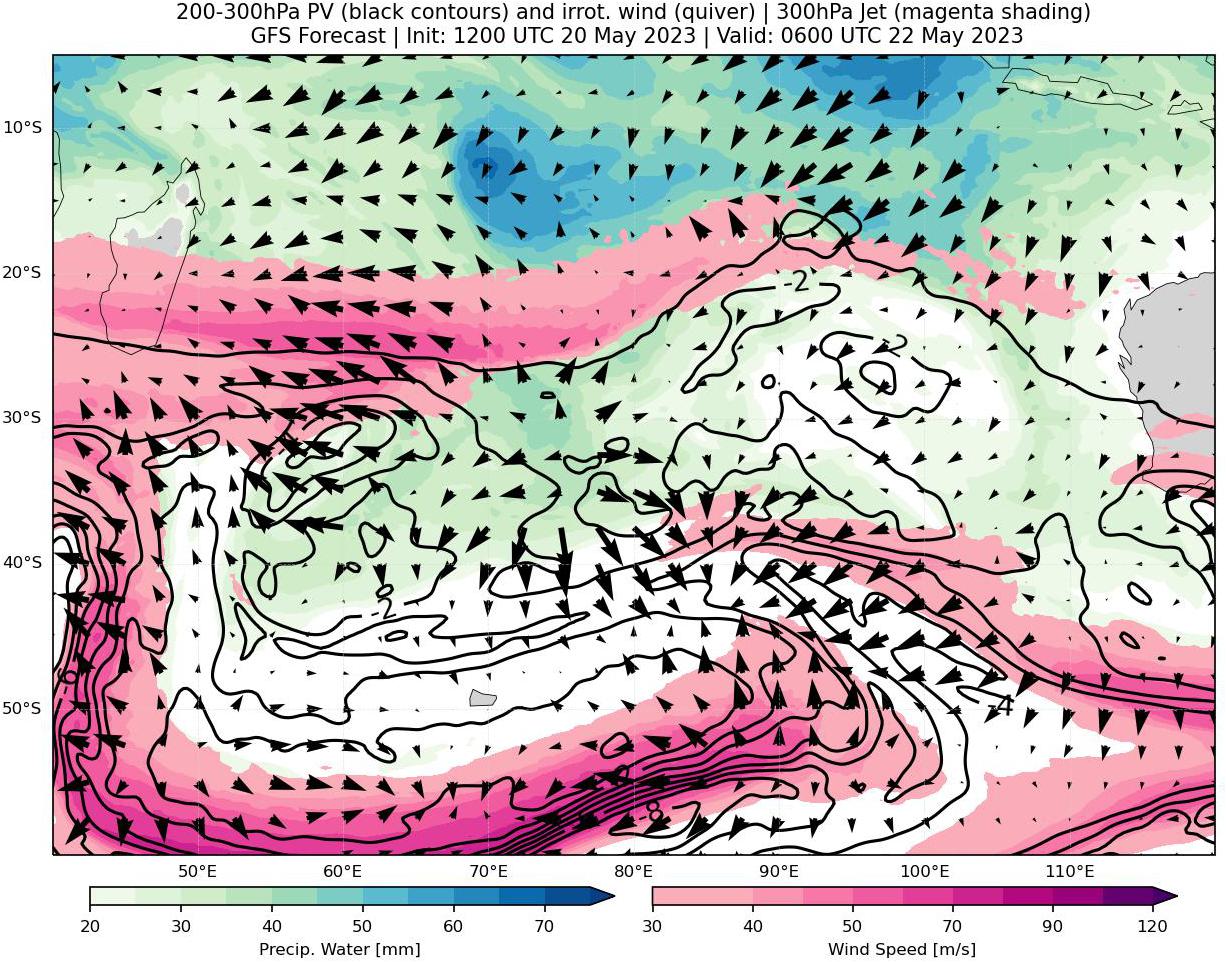 200-300hPa PV (black contours) and irrot. wind (quiver) | 300hPa Jet (magenta shading)
GFS Forecast | Init: 1200 UTC 20 May 2023 | Valid: 0600 UTC 22 May 2023
10°S
20°S
-2
30°S
40°S
-2
-6
50°S
-4
-8
50°E 60°E 70°E 80°E 90°E 100°E 110°E
20 30 40 50 60 70
30 40 50 60 70 80 90 120
Precip. Water [mm]
Wind Speed [m/s]